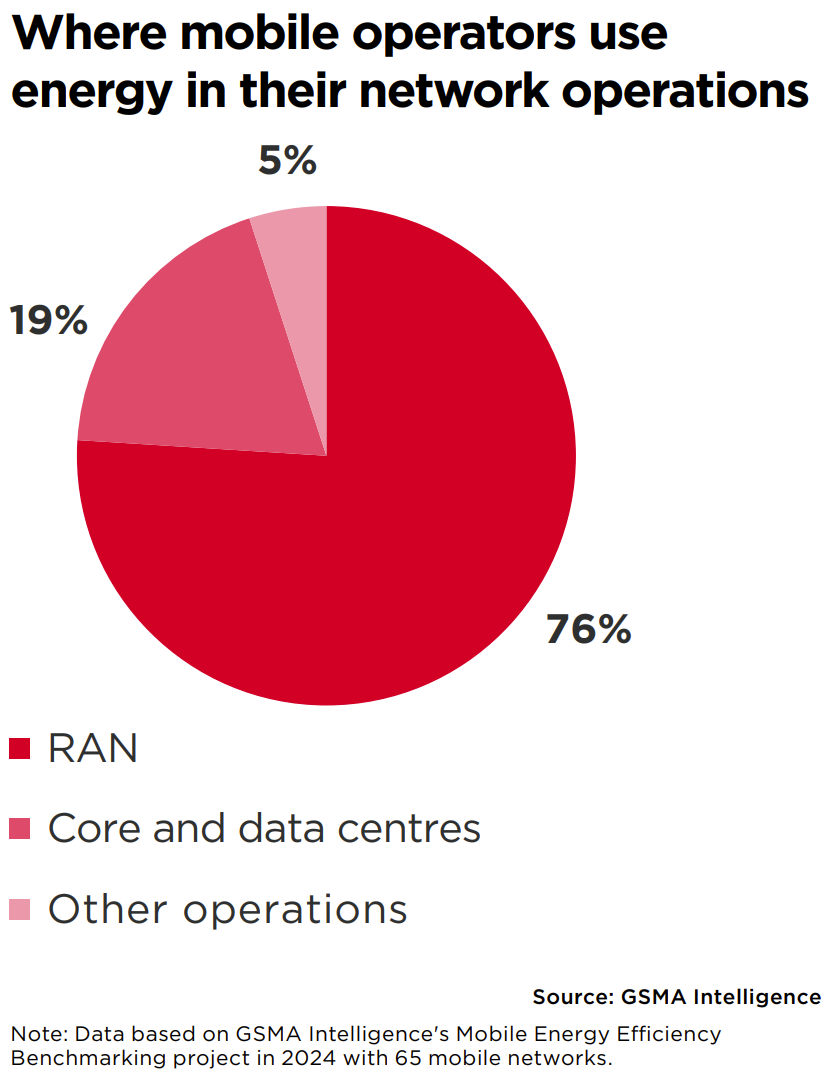 Where mobile operators use
energy in their network operations
5%
19%
76%
RAN
Core and data centres
Other operations
Source: GSMA Intelligence
Note: Data based on GSMA Intelligence's Mobile Energy Efficiency
Benchmarking project in 2024 with 65 mobile networks.